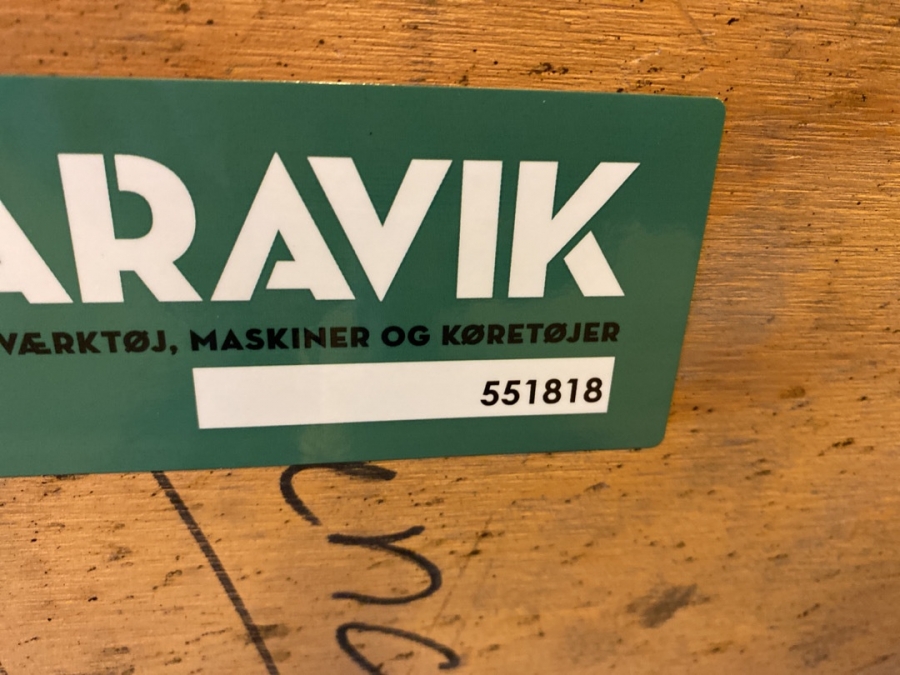 ARAVIK
VÆRKTØJ, MASKINER OG KØRETØJER
551818